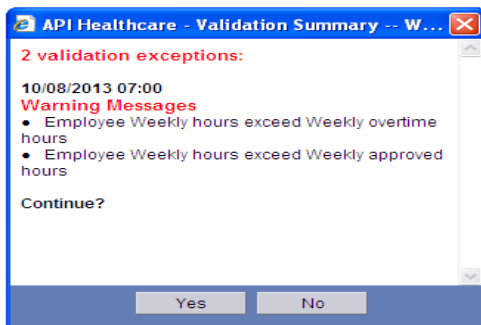 API Healthcare - Validation Summary -- W...
2 validation exceptions:
10/08/2013 07:00
Warning Messages
● Employee Weekly hours exceed Weekly overtime
hours
● Employee Weekly hours exceed Weekly approved
hours
Continue?
Yes No